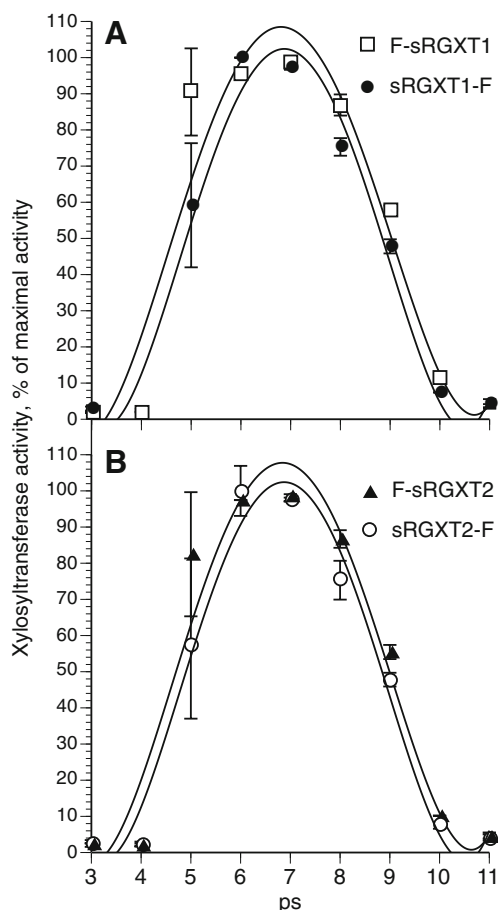 A
F-sRGXT1
sRGXT1-F
110
100
90
80
70
60
50
40
30
20
10
0
Xylosyltransferase activity, % of maximal activity
B
F-sRGXT2
sRGXT2-F
110
100
90
80
70
60
50
40
30
20
10
0
3 4 5 6 7 8 9 10 11
ps